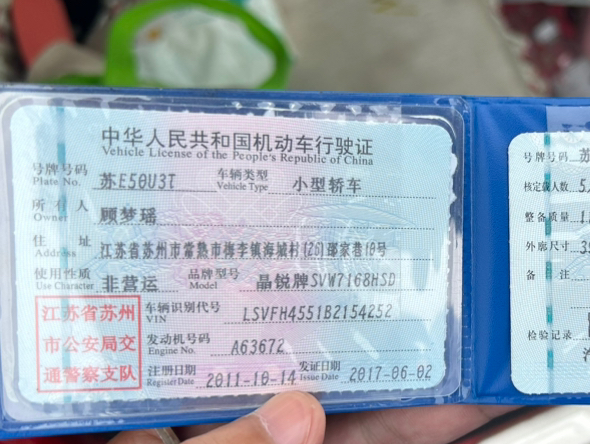 中华人民共和国机动车行驶证
Vehicle License of the People's Republic of China
号牌号码 Plate No. 苏E50U3T 车辆类型 Vehicle Type 小型轿车
所有人 Owner 顾梦瑶
住址 Address 江苏省苏州市常熟市梅李镇海城村(26)邵家巷10号
使用性质 Use Character 非营运 品牌型号 Model 晶锐牌SVW7168HSD
江苏省苏州
市公安局交
通警察支队
车辆识别代号 VIN LSVFH4551B2154252
发动机号码 Engine No. A63672
注册日期 Register Date 2011-10-14 发证日期 Issue Date 2017-06-02
号牌号码 苏
核定载人数 5
整备质量 1
外廓尺寸 3
备注
检验记录